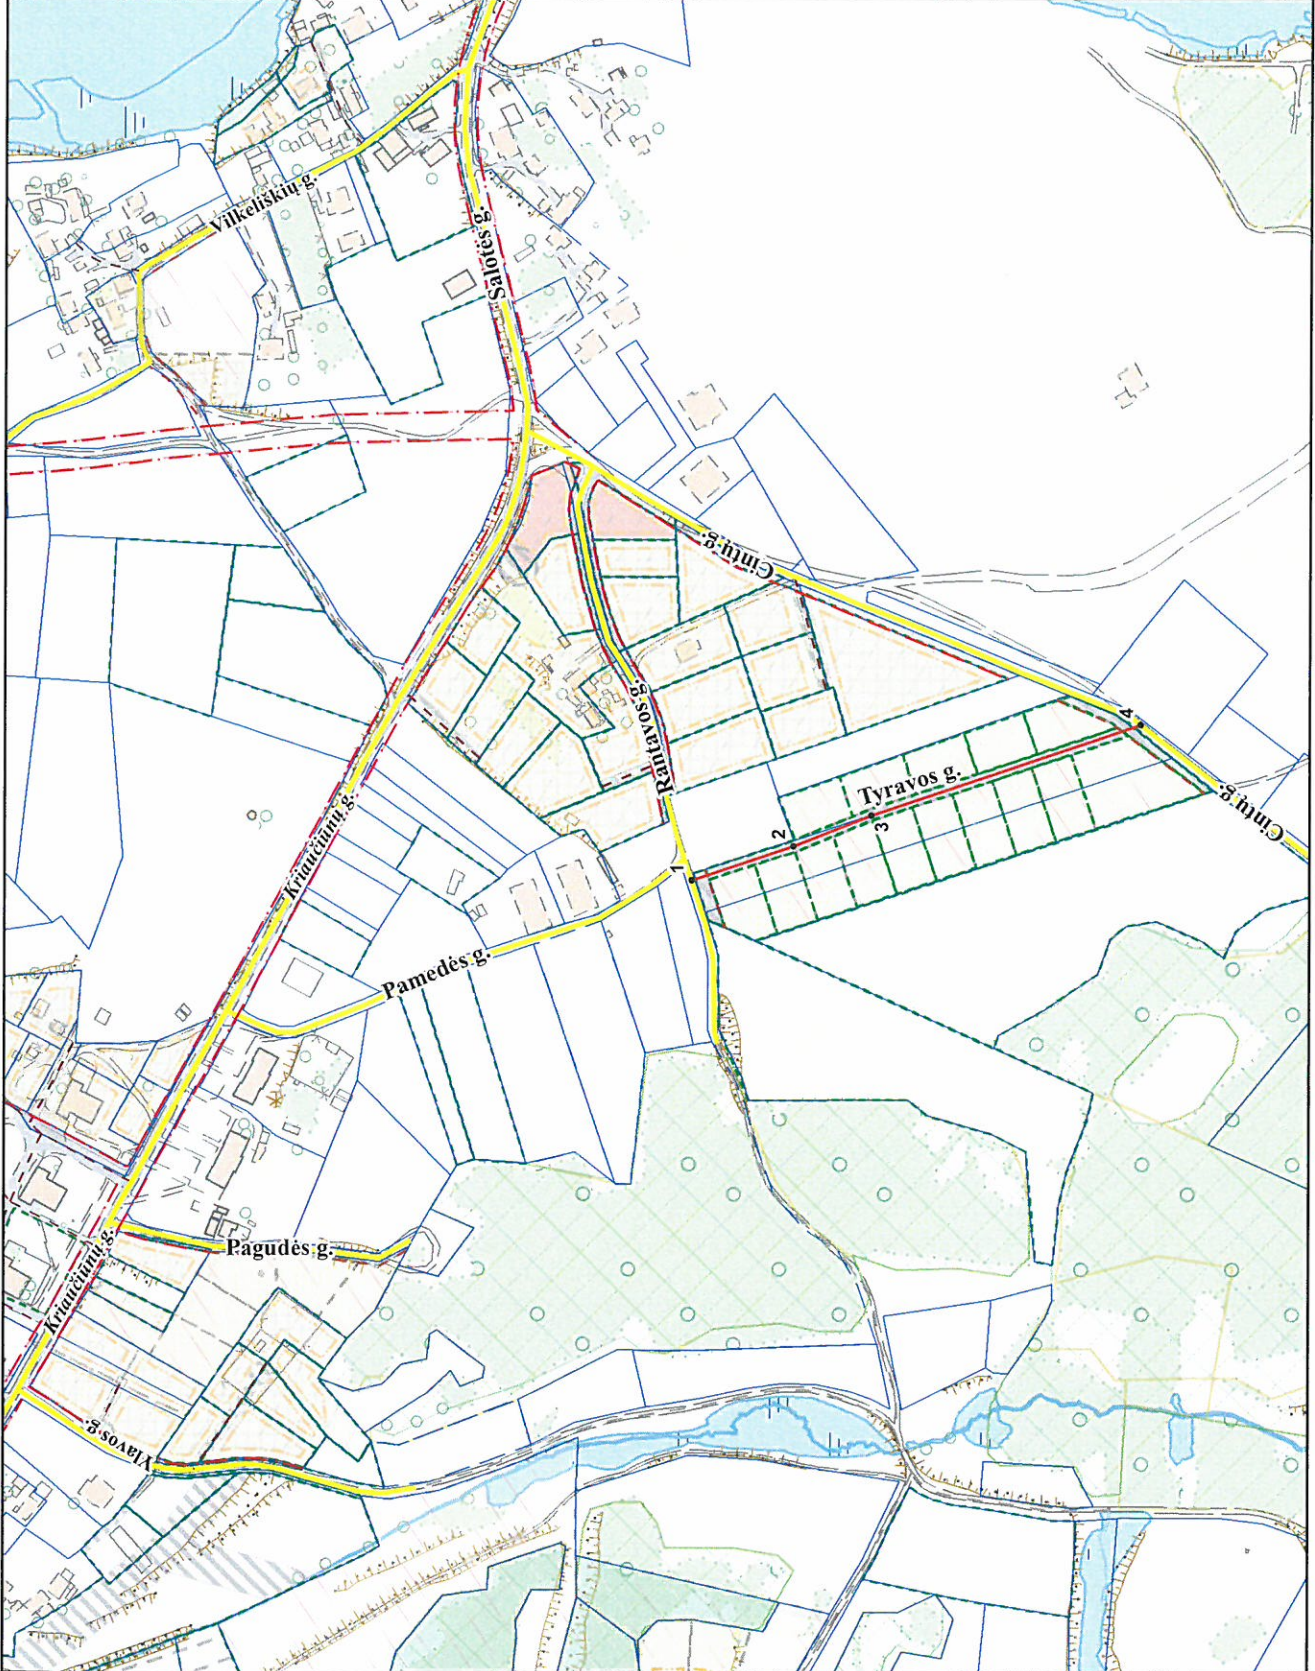 Vilkeliškių g.
Salotės g.
Cintų g.
Kriaučiūnų g.
Rantavos g.
Tyravos g.
4
2
3
1
Cintų g.
Pamedės g.
Pagudės g.
Kriaučiūnų g.
Ylavos g.